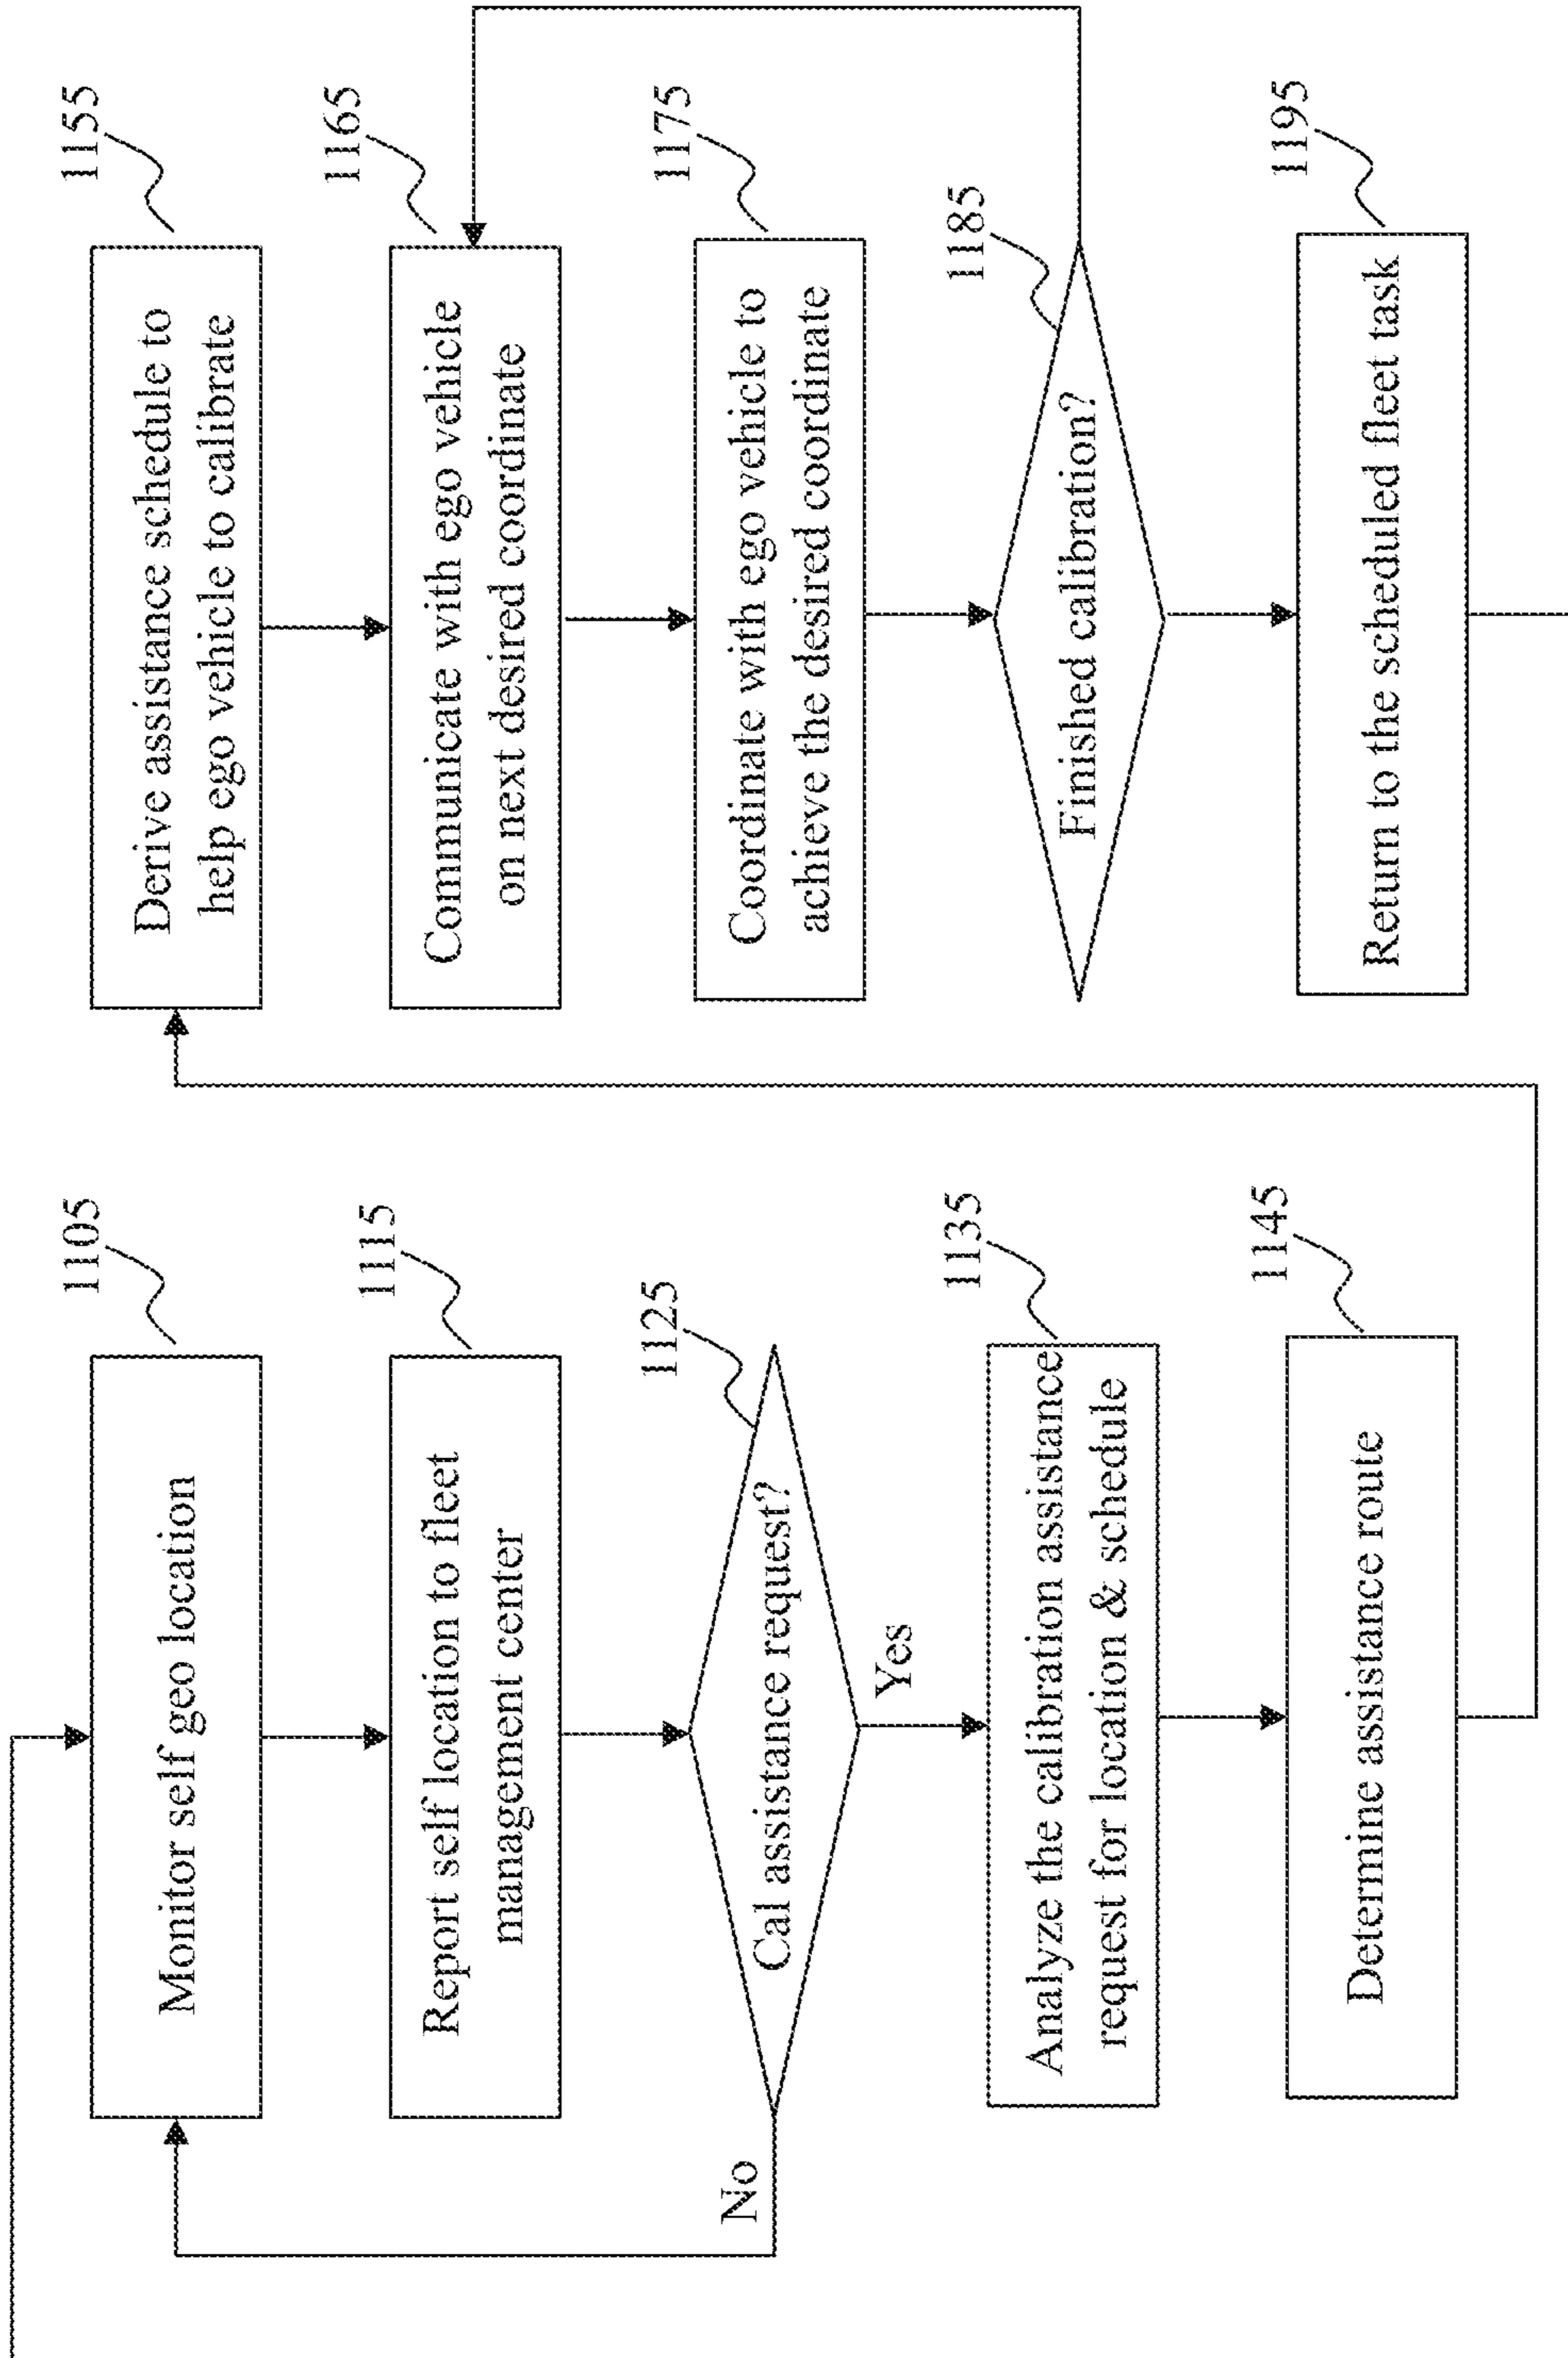 1105
Monitor self geo location
1115
Report self location to fleet
management center
1125
Cal assistance request?
No
Yes
1135
Analyze the calibration assistance
request for location & schedule
1145
Determine assistance route
1155
Derive assistance schedule to
help ego vehicle to calibrate
1165
Communicate with ego vehicle
on next desired coordinate
1175
Coordinate with ego vehicle to
achieve the desired coordinate
1185
Finished calibration?
1195
Return to the scheduled fleet task